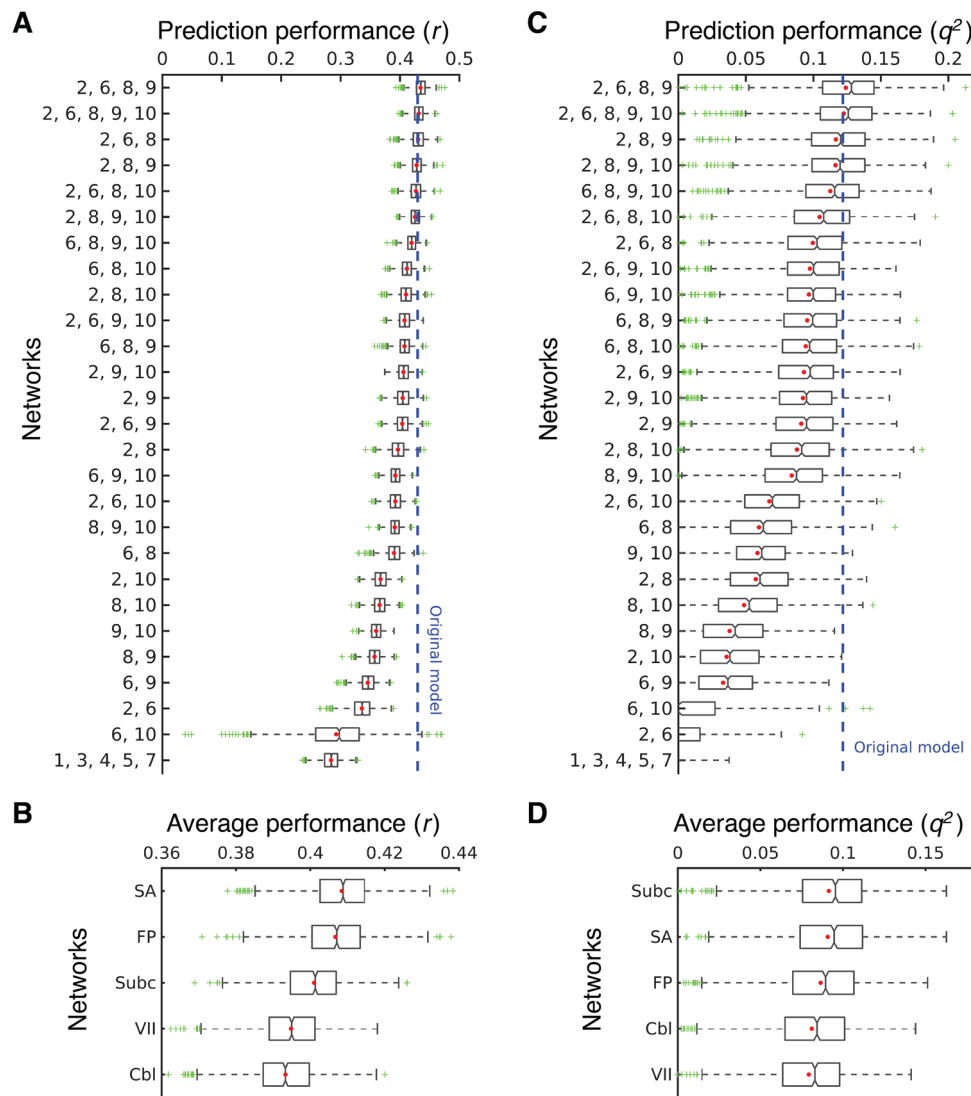 A
Prediction performance (r)
0 0.2 0.3 0.4 0.5
Networks
2, 6, 8, 9
2, 6, 8, 9, 10
2, 6, 8
2, 8, 9
2, 6, 8, 10
2, 8, 9, 10
6, 8, 9, 10
6, 8, 10
2, 8, 10
2, 6, 9, 10
6, 8, 9
2, 9, 10
2, 9
2, 6, 9
2, 8
6, 9, 10
2, 6, 10
8, 9, 10
6, 8
2, 10
8, 10
9, 10
8, 9
6, 9
2, 6
6, 10
1, 3, 4, 5, 7
Original model
C
Prediction performance (q²)
0 0.05 0.1 0.15 0.2
Networks
2, 6, 8, 9
2, 6, 8, 9, 10
2, 8, 9
2, 8, 9, 10
6, 8, 9, 10
2, 6, 8, 10
2, 6, 8
2, 6, 9, 10
6, 9, 10
6, 8, 9
6, 8, 10
2, 6, 9
2, 9, 10
2, 9
2, 8, 10
8, 9, 10
2, 6, 10
6, 8
9, 10
2, 8
8, 10
8, 9
2, 10
6, 9
6, 10
2, 6
1, 3, 4, 5, 7
Original model
B
Average performance (r)
0.36 0.38 0.4 0.42 0.44
Networks
SA
FP
Subc
VII
Cbl
D
Average performance (q²)
0 0.05 0.1 0.15
Networks
Subc
SA
FP
Cbl
VII